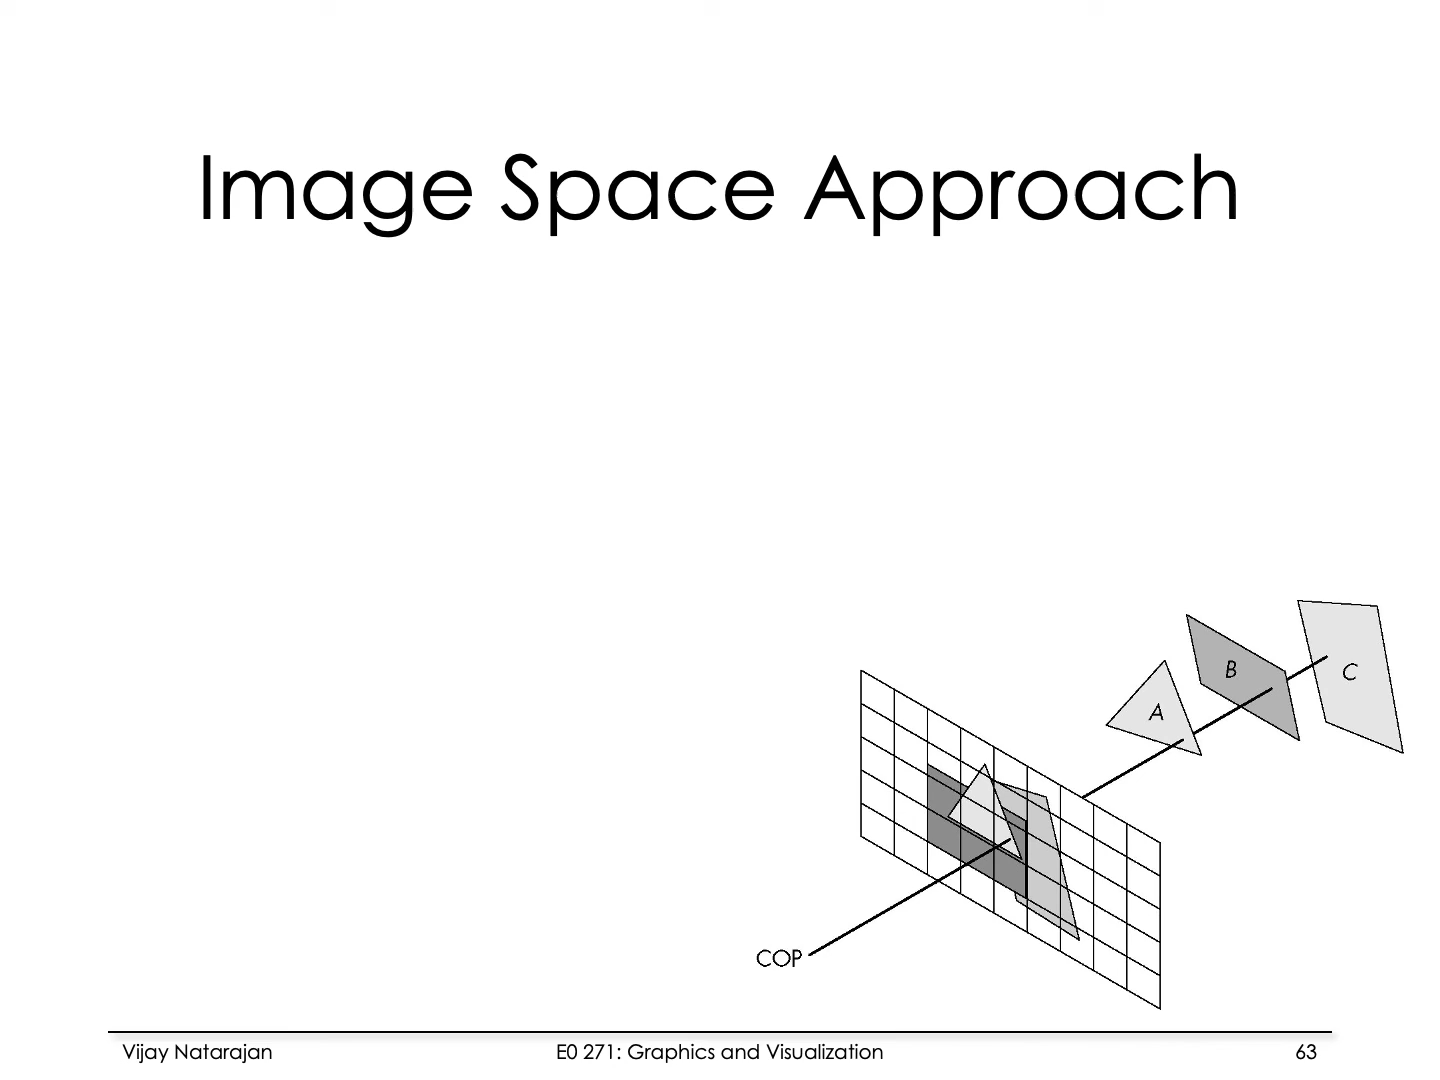 Image Space Approach
A
B
C
COP
Vijay Natarajan
E0 271: Graphics and Visualization
63